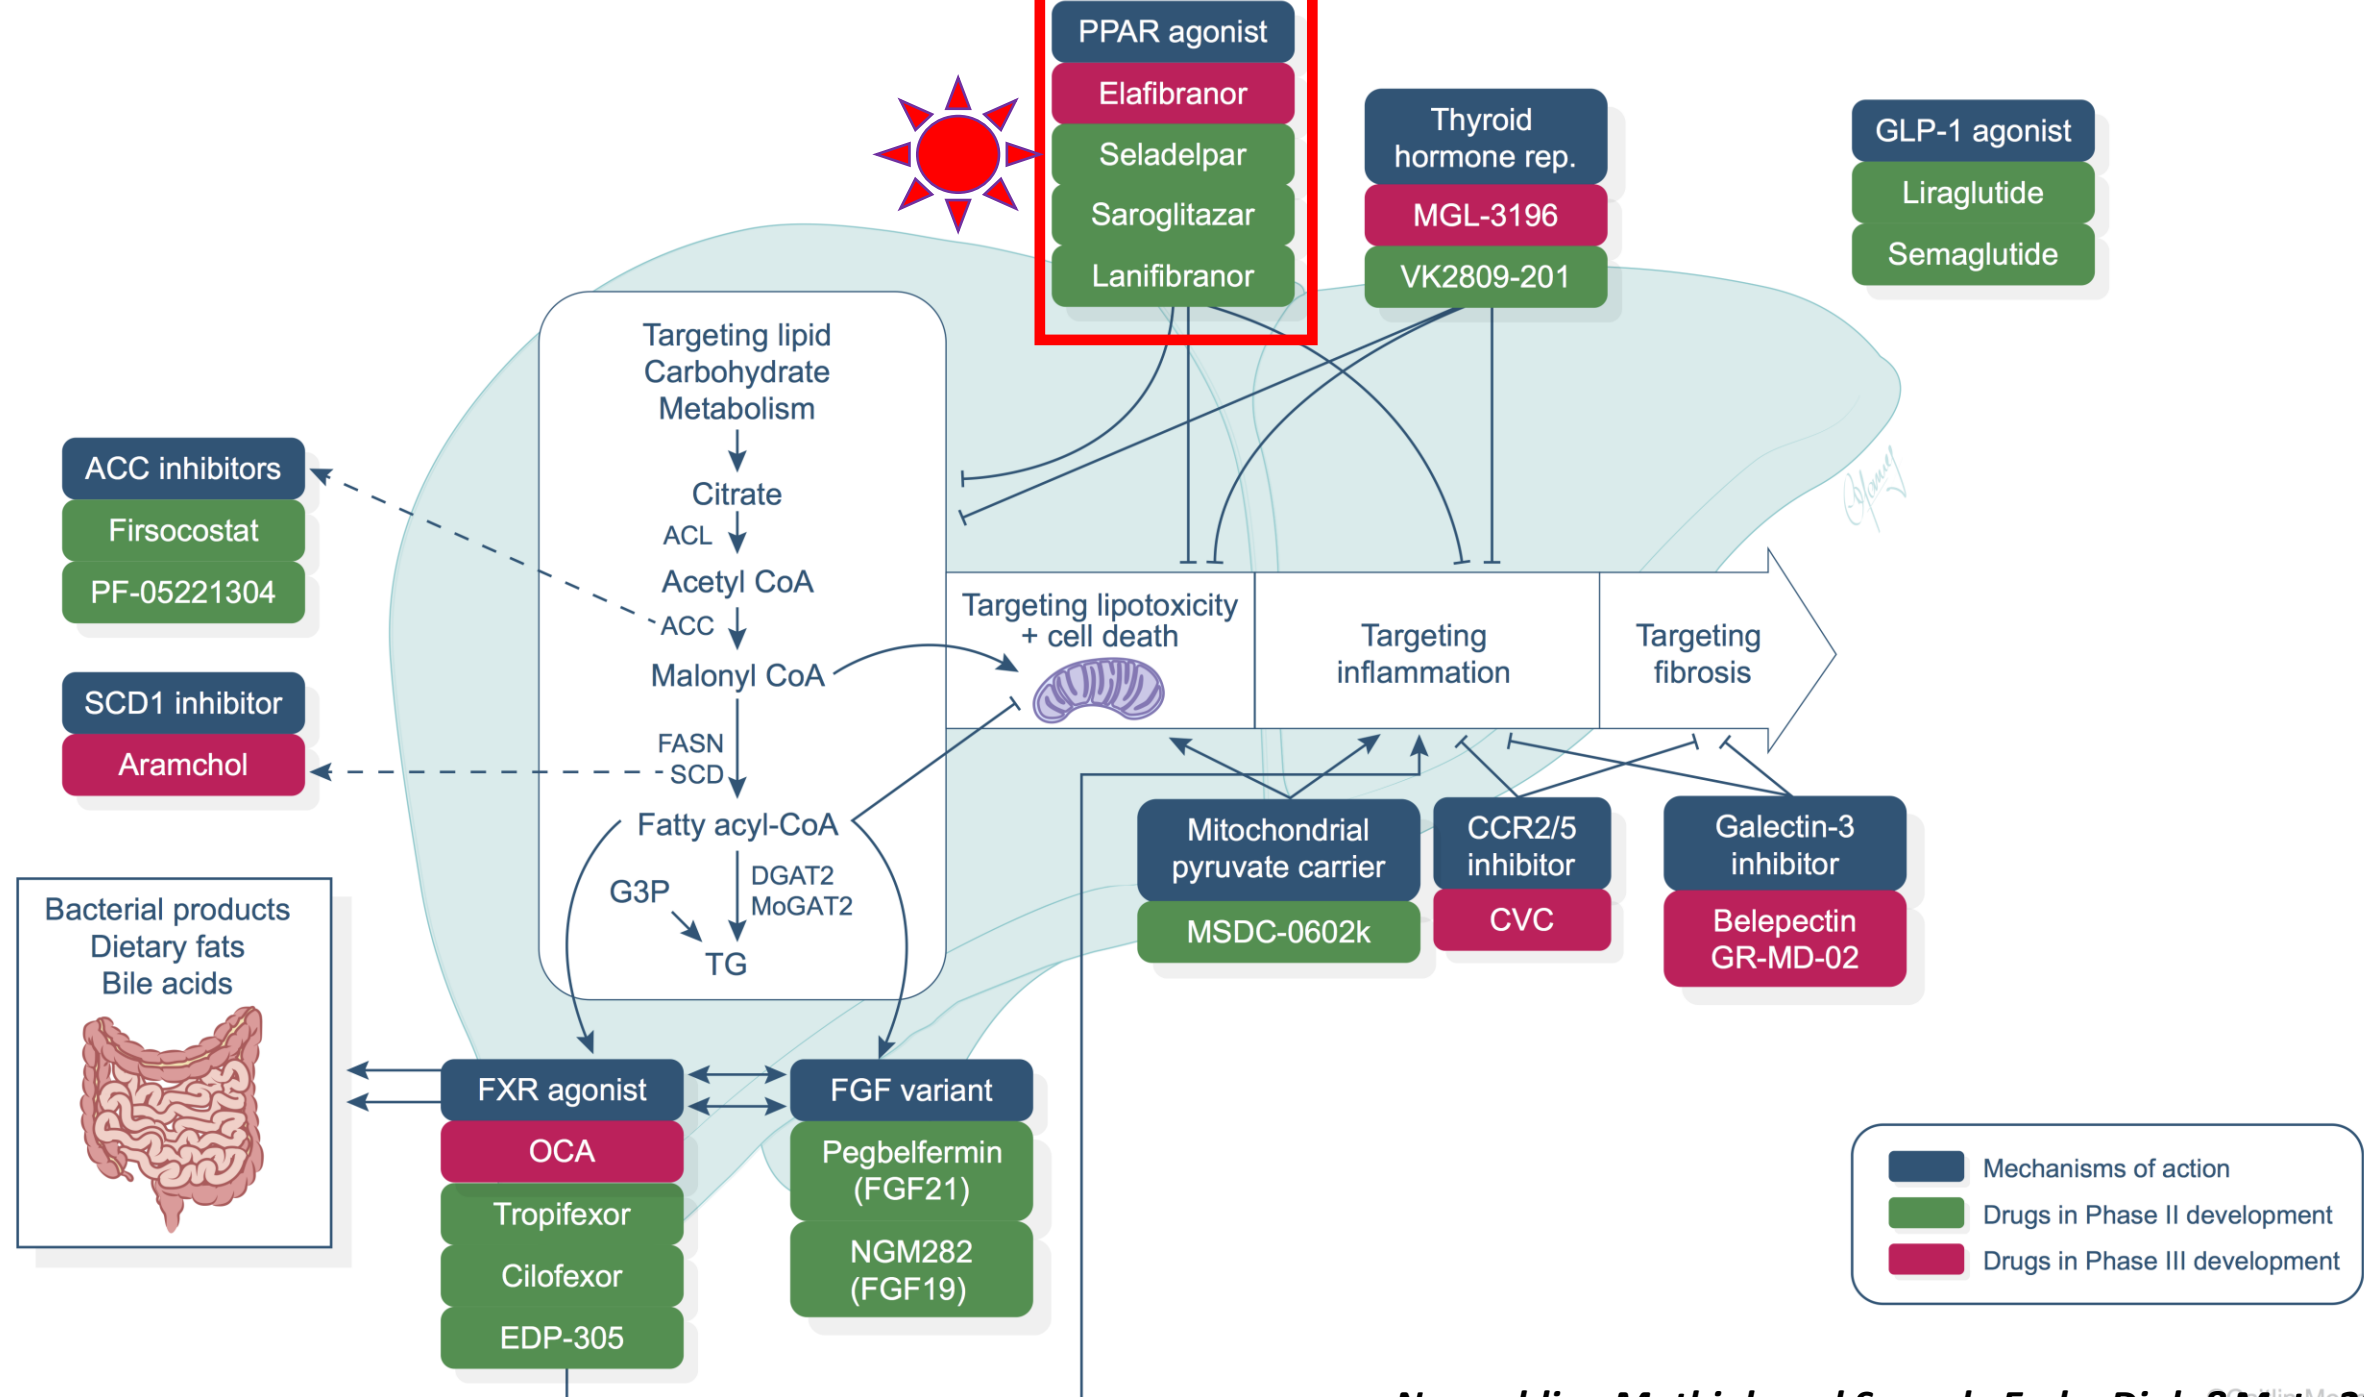 PPAR agonist
Elafibranor
Seladelpar
Saroglitazar
Lanifibranor
Thyroid
hormone rep.
MGL-3196
VK2809-201
GLP-1 agonist
Liraglutide
Semaglutide
Targeting lipid
Carbohydrate
Metabolism
Citrate
ACL
Acetyl CoA
ACC
Malonyl CoA
FASN
SCD
Fatty acyl-CoA
G3P
DGAT2
MoGAT2
TG
ACC inhibitors
Firsocostat
PF-05221304
SCD1 inhibitor
Aramchol
Targeting lipotoxicity
+ cell death
Targeting
inflammation
Targeting
fibrosis
Mitochondrial
pyruvate carrier
MSDC-0602k
CCR2/5
inhibitor
CVC
Galectin-3
inhibitor
Belepectin
GR-MD-02
Bacterial products
Dietary fats
Bile acids
FXR agonist
OCA
Tropifexor
Cilofexor
EDP-305
FGF variant
Pegbelfermin
(FGF21)
NGM282
(FGF19)
Mechanisms of action
Drugs in Phase II development
Drugs in Phase III development